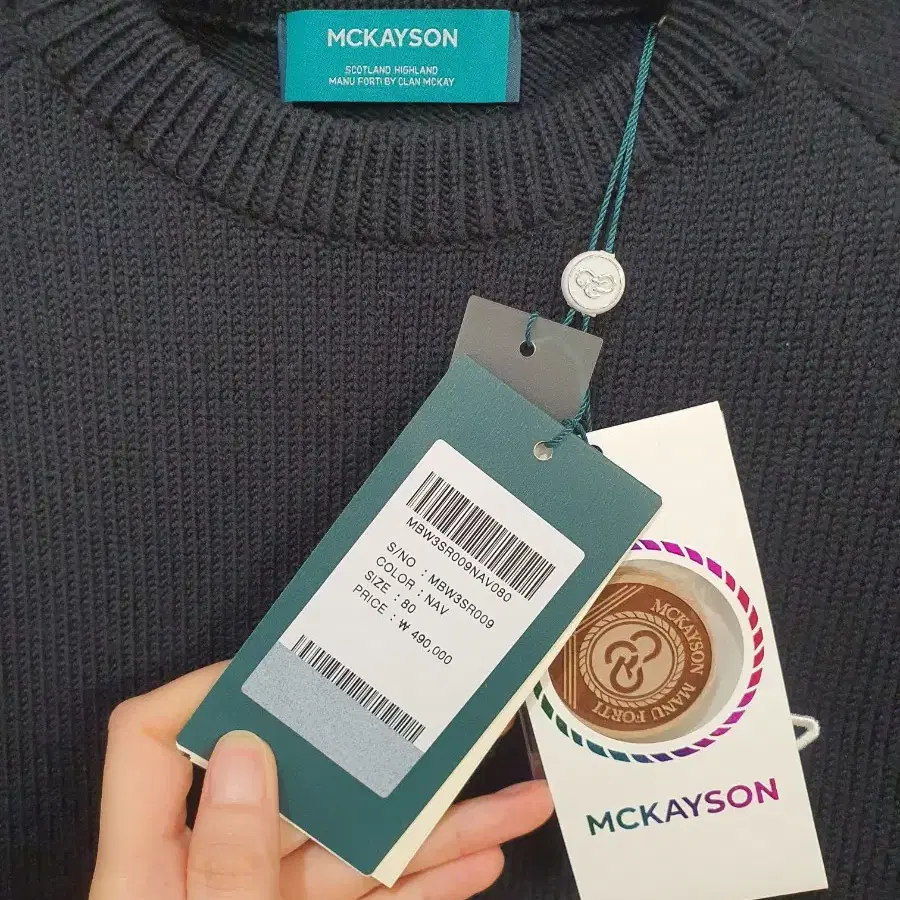 MCKAYSON
SCOTLAND HIGHLAND
MANU FORTI BY CLAN MCKAY
MBW3SR009NAV080
S/NO : MBW3SR009
COLOR : NAV
SIZE : 80
PRICE : ₩ 490,000
MCKAYSON MANU FORTI
MCKAYSON